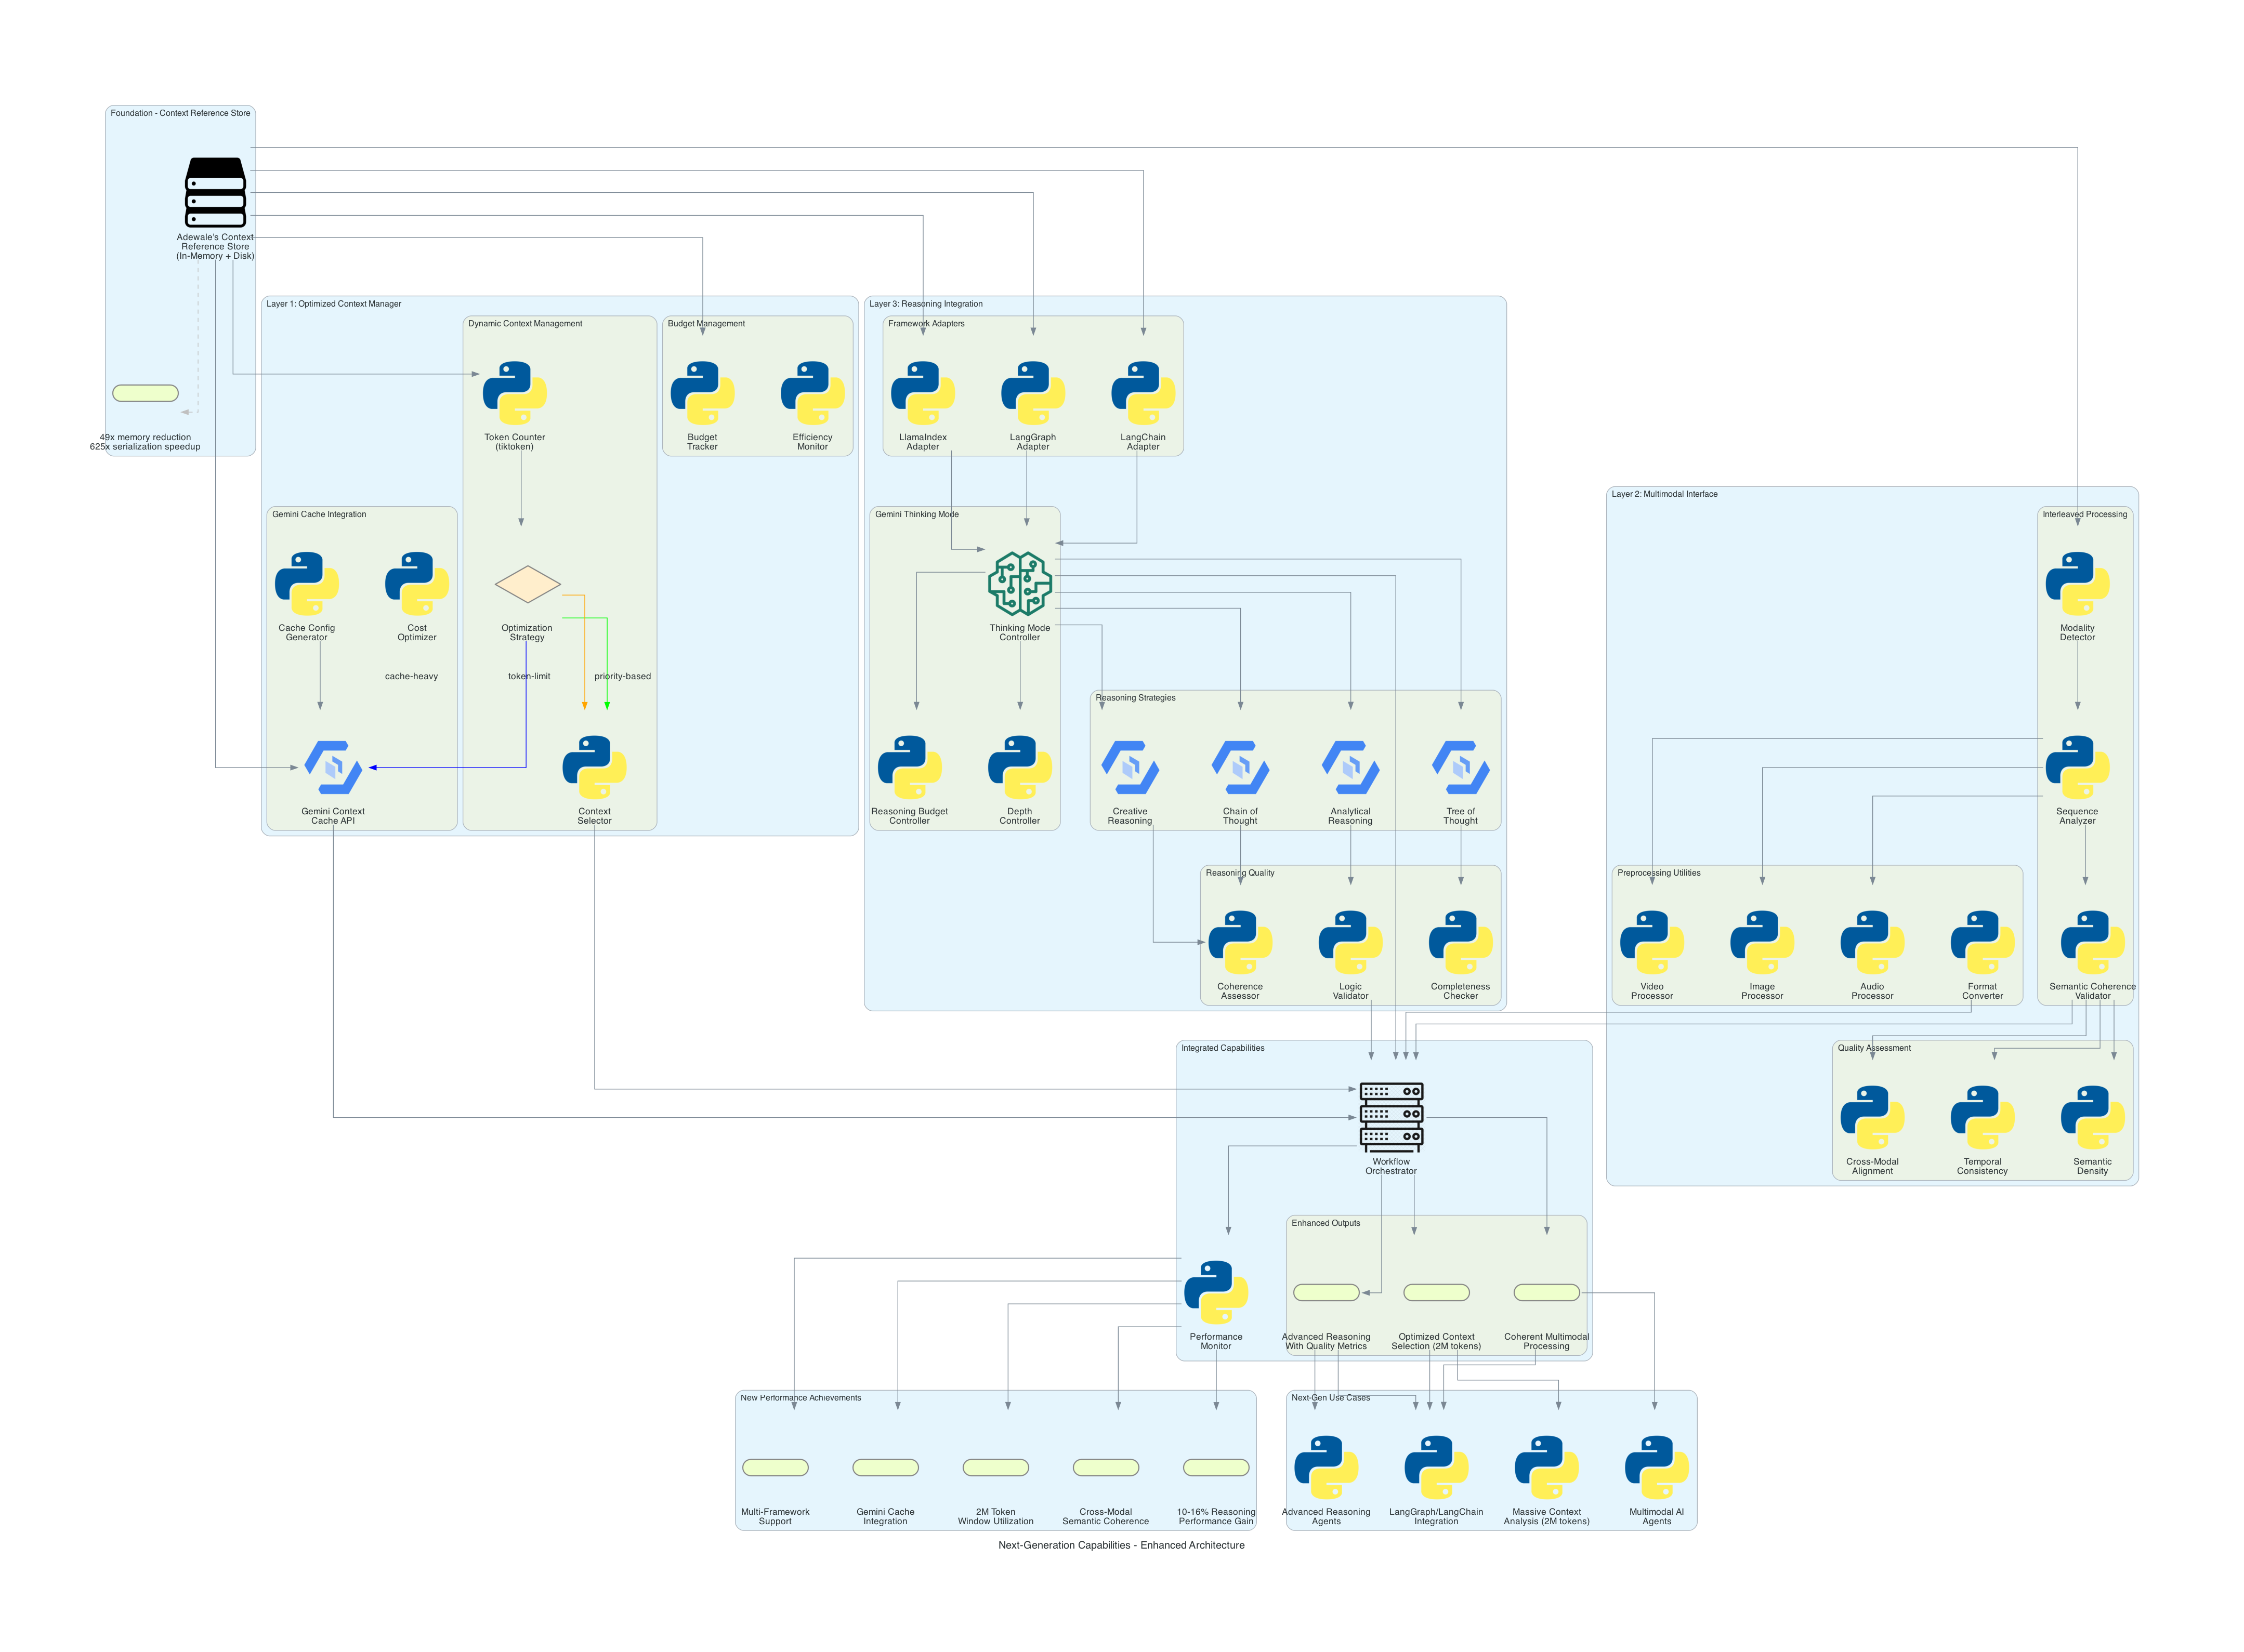 Foundation - Context Reference Store
Adewale's Context
Reference Store
(In-Memory + Disk)
49x memory reduction
625x serialization speedup
Layer 1: Optimized Context Manager
Dynamic Context Management
Token Counter
(tiktoken)
Optimization
Strategy
token-limit
priority-based
Context
Selector
Budget Management
Budget
Tracker
Efficiency
Monitor
Gemini Cache Integration
Cache Config
Generator
Cost
Optimizer
cache-heavy
Gemini Context
Cache API
Layer 3: Reasoning Integration
Framework Adapters
LlamaIndex
Adapter
LangGraph
Adapter
LangChain
Adapter
Gemini Thinking Mode
Thinking Mode
Controller
Reasoning Budget
Controller
Depth
Controller
Reasoning Strategies
Creative
Reasoning
Chain of
Thought
Analytical
Reasoning
Tree of
Thought
Reasoning Quality
Coherence
Assessor
Logic
Validator
Completeness
Checker
Layer 2: Multimodal Interface
Interleaved Processing
Modality
Detector
Sequence
Analyzer
Semantic Coherence
Validator
Preprocessing Utilities
Video
Processor
Image
Processor
Audio
Processor
Format
Converter
Quality Assessment
Cross-Modal
Alignment
Temporal
Consistency
Semantic
Density
Integrated Capabilities
Workflow
Orchestrator
Performance
Monitor
Enhanced Outputs
Advanced Reasoning
With Quality Metrics
Optimized Context
Selection (2M tokens)
Coherent Multimodal
Processing
New Performance Achievements
Multi-Framework
Support
Gemini Cache
Integration
2M Token
Window Utilization
Cross-Modal
Semantic Coherence
10-16% Reasoning
Performance Gain
Next-Gen Use Cases
Advanced Reasoning
Agents
LangGraph/LangChain
Integration
Massive Context
Analysis (2M tokens)
Multimodal AI
Agents
Next-Generation Capabilities - Enhanced Architecture